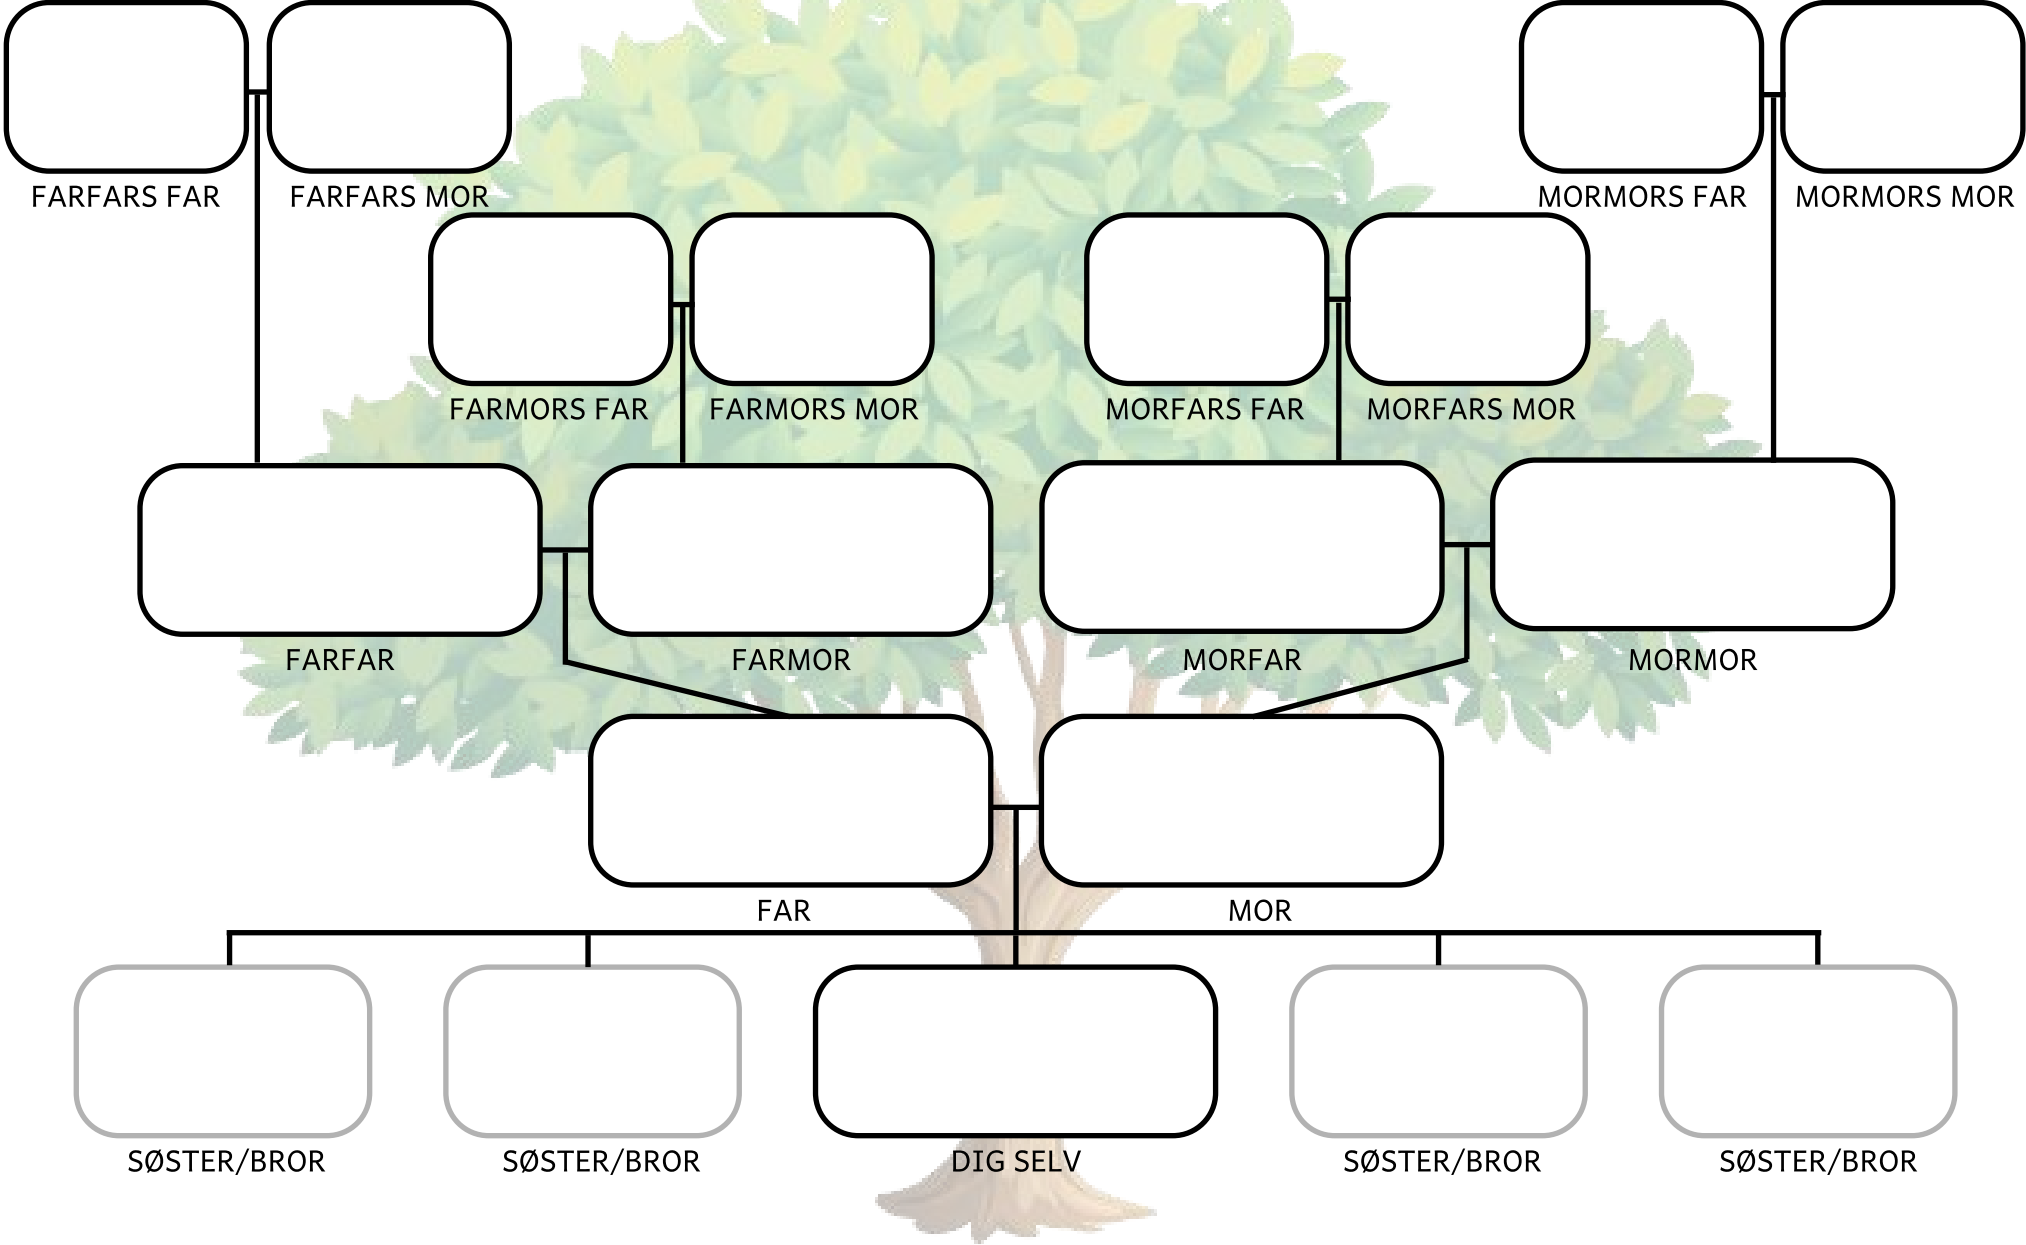 FARFARS FAR
FARFARS MOR
MORMORS FAR
MORMORS MOR
FARMORS FAR
FARMORS MOR
MORFARS FAR
MORFARS MOR
FARFAR
FARMOR
MORFAR
MORMOR
FAR
MOR
SØSTER/BROR
SØSTER/BROR
DIG SELV
SØSTER/BROR
SØSTER/BROR